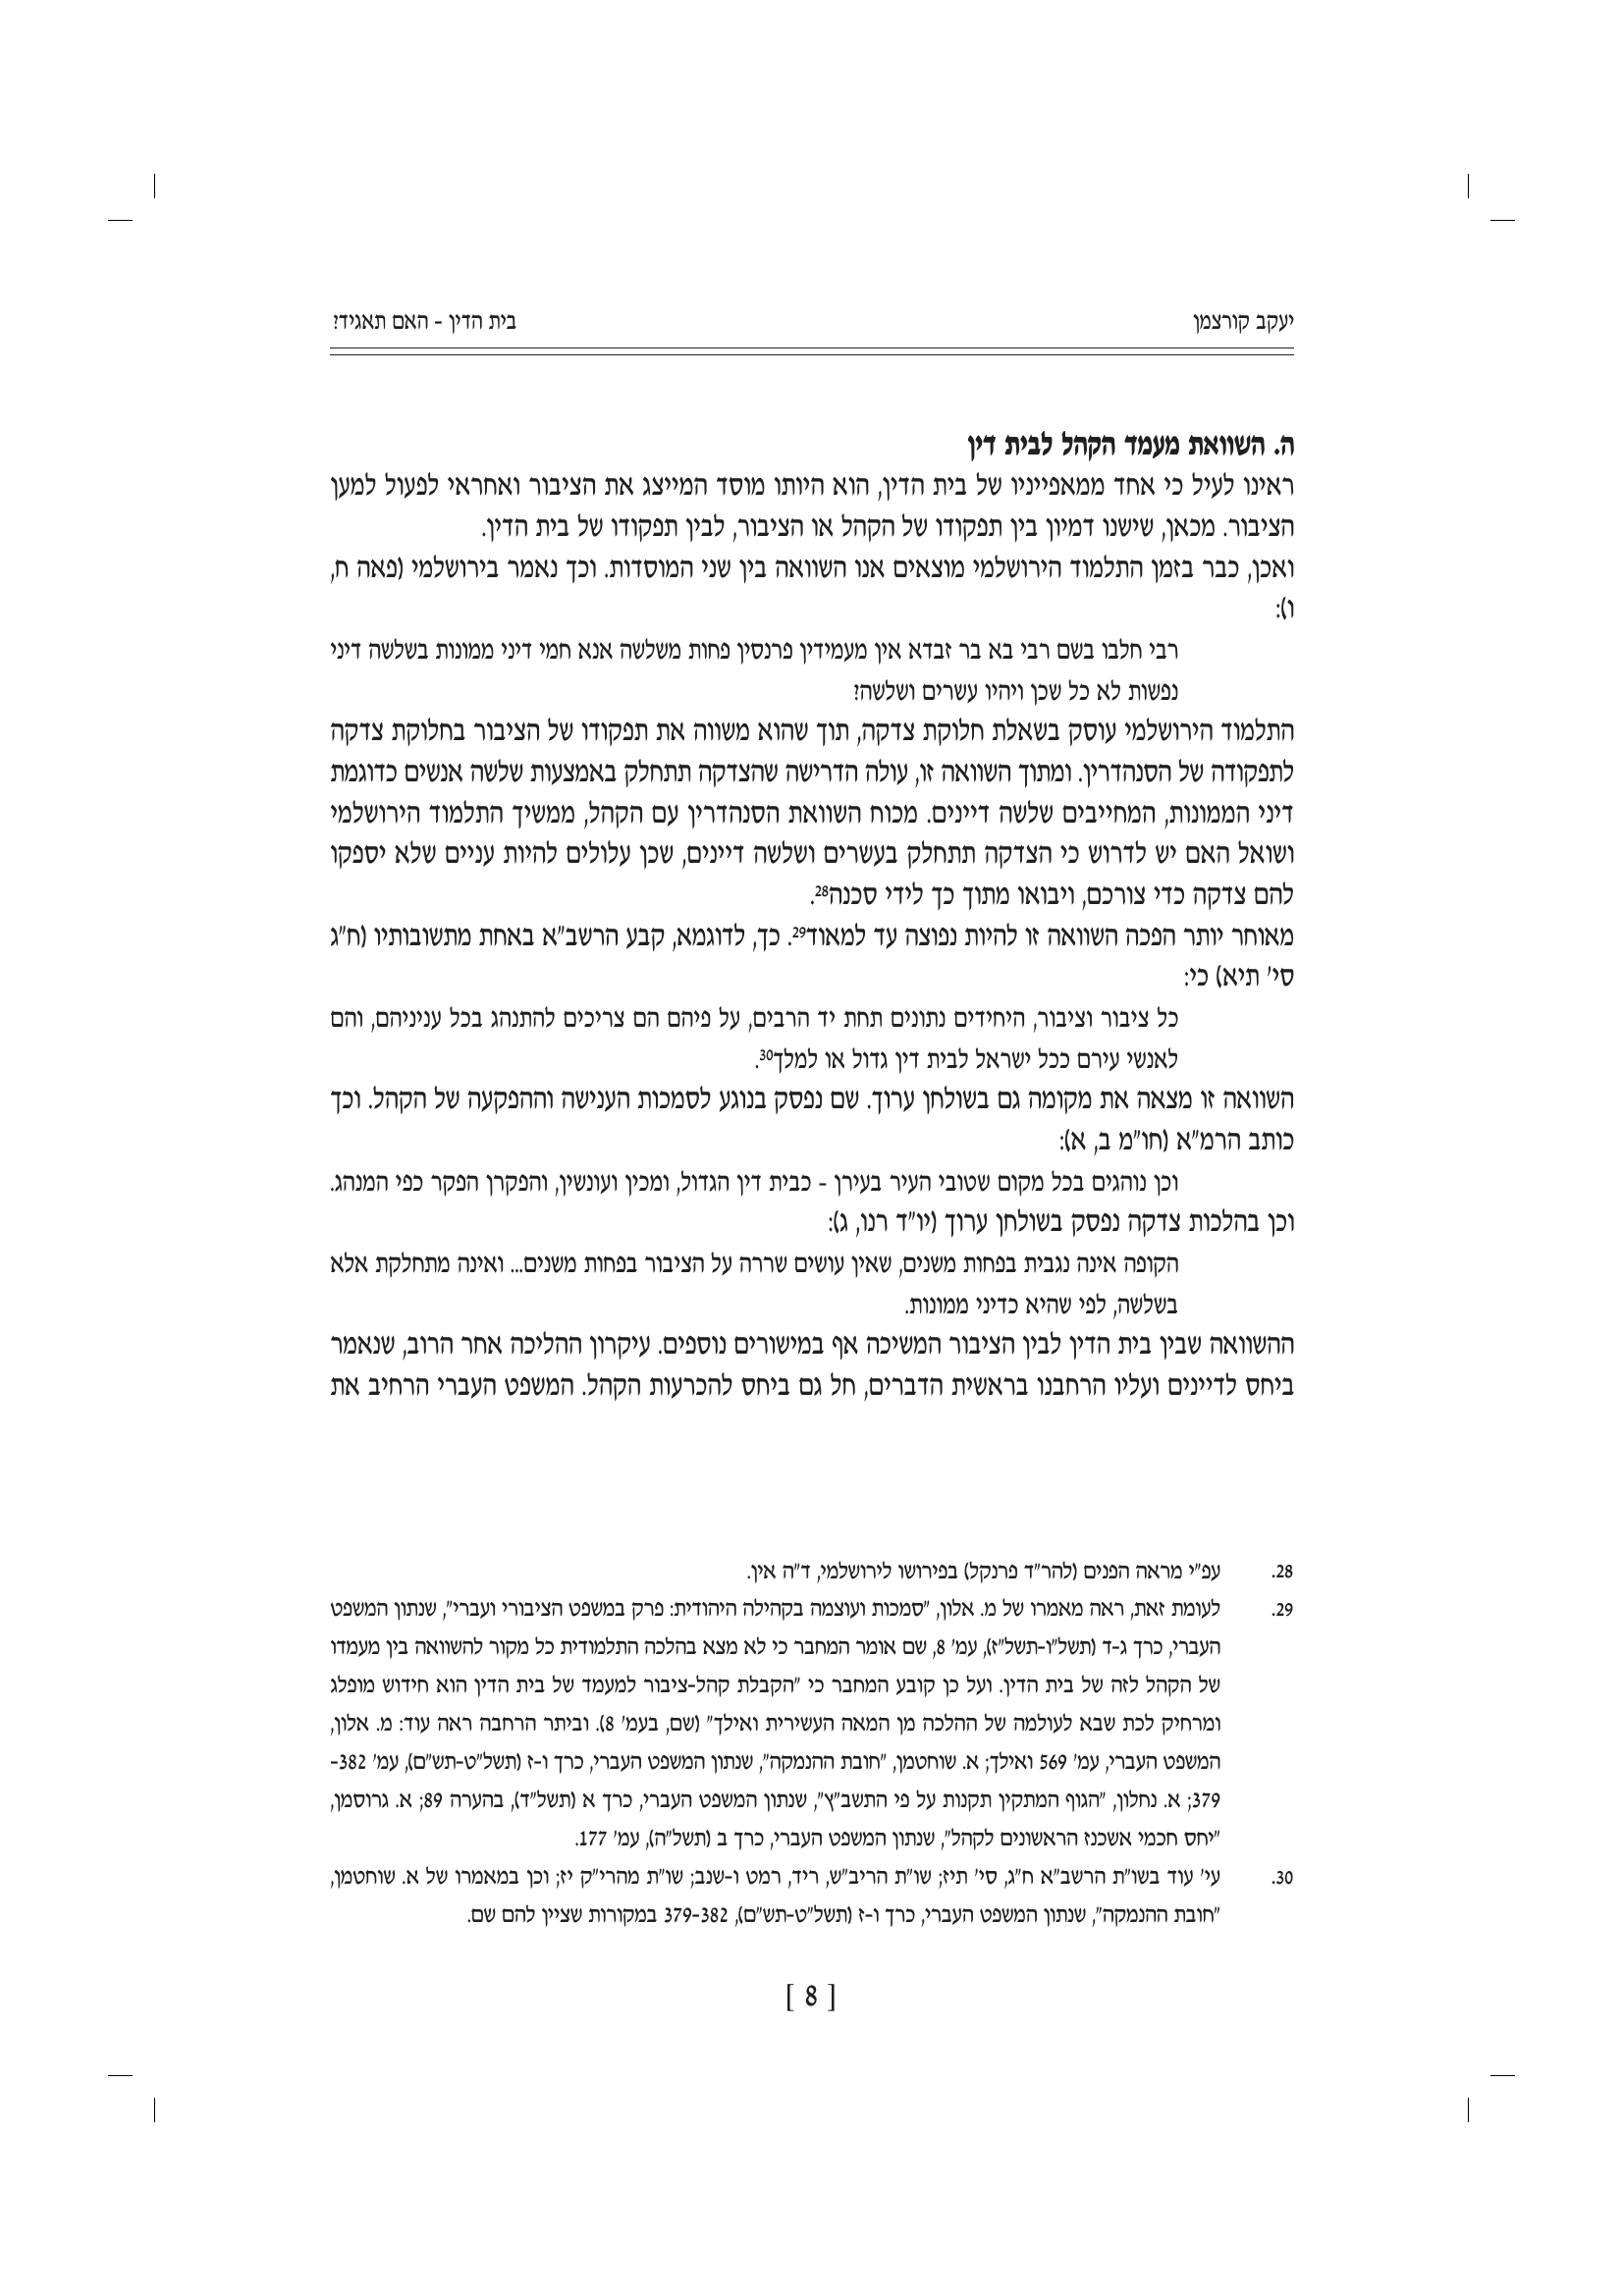 יעקב קורצמן
בית הדין - האם תאגיד?
ה. השוואת מעמד הקהל לבית דין
ראינו לעיל כי אחד ממאפייניו של בית הדין, הוא היותו מוסד המייצג את הציבור ואחראי לפעול למען
הציבור. מכאן, שישנו דמיון בין תפקודו של הקהל או הציבור, לבין תפקודו של בית הדין.
ואכן, כבר בזמן התלמוד הירושלמי מוצאים אנו השוואה בין שני המוסדות. וכך נאמר בירושלמי (פאה ח,
ו):
רבי חלבו בשם רבי בא בר זבדא אין מעמידין פרנסין פחות משלשה אנא חמי דיני ממונות בשלשה דיני
נפשות לא כל שכן ויהיו עשרים ושלשה?
התלמוד הירושלמי עוסק בשאלת חלוקת צדקה, תוך שהוא משווה את תפקודו של הציבור בחלוקת צדקה
לתפקודה של הסנהדרין. ומתוך השוואה זו, עולה הדרישה שהצדקה תתחלק באמצעות שלשה אנשים כדוגמת
דיני הממונות, המחייבים שלשה דיינים. מכוח השוואת הסנהדרין עם הקהל, ממשיך התלמוד הירושלמי
ושואל האם יש לדרוש כי הצדקה תתחלק בעשרים ושלשה דיינים, שכן עלולים להיות עניים שלא יספקו
להם צדקה כדי צורכם, ויבואו מתוך כך לידי סכנה28.
מאוחר יותר הפכה השוואה זו להיות נפוצה עד למאוד29. כך, לדוגמא, קבע הרשב"א באחת מתשובותיו (ח"ג
סי' תיא) כי:
כל ציבור וציבור, היחידים נתונים תחת יד הרבים, על פיהם הם צריכים להתנהג בכל עניניהם, והם
לאנשי עירם ככל ישראל לבית דין גדול או למלך30.
השוואה זו מצאה את מקומה גם בשולחן ערוך. שם נפסק בנוגע לסמכות הענישה וההפקעה של הקהל. וכך
כותב הרמ"א (חו"מ ב, א):
וכן נוהגים בכל מקום שטובי העיר בעירן - כבית דין הגדול, ומכין ועונשין, והפקרן הפקר כפי המנהג.
וכן בהלכות צדקה נפסק בשולחן ערוך (יו"ד רנו, ג):
הקופה אינה נגבית בפחות משנים, שאין עושים שררה על הציבור בפחות משנים... ואינה מתחלקת אלא
בשלשה, לפי שהיא כדיני ממונות.
ההשוואה שבין בית הדין לבין הציבור המשיכה אף במישורים נוספים. עיקרון ההליכה אחר הרוב, שנאמר
ביחס לדיינים ועליו הרחבנו בראשית הדברים, חל גם ביחס להכרעות הקהל. המשפט העברי הרחיב את
28. עפ"י מראה הפנים (להר"ד פרנקל) בפירושו לירושלמי, ד"ה אין.
29. לעומת זאת, ראה מאמרו של מ. אלון, "סמכות ועוצמה בקהילה היהודית: פרק במשפט הציבורי ועברי", שנתון המשפט
העברי, כרך ג-ד (תשל"ו-תשל"ז), עמ' 8, שם אומר המחבר כי לא מצא בהלכה התלמודית כל מקור להשוואה בין מעמדו
של הקהל לזה של בית הדין. ועל כן קובע המחבר כי "הקבלת קהל-ציבור למעמד של בית הדין הוא חידוש מופלג
ומרחיק לכת שבא לעולמה של ההלכה מן המאה העשירית ואילך" (שם, בעמ' 8). וביתר הרחבה ראה עוד: מ. אלון,
המשפט העברי, עמ' 569 ואילך; א. שוחטמן, "חובת ההנמקה", שנתון המשפט העברי, כרך ו-ז (תשל"ט-תש"ם), עמ' 382-
379; א. נחלון, "הגוף המתקין תקנות על פי התשב"ץ", שנתון המשפט העברי, כרך א (תשל"ד), בהערה 89; א. גרוסמן,
"יחס חכמי אשכנז הראשונים לקהל", שנתון המשפט העברי, כרך ב (תשל"ה), עמ' 177.
30. עי' עוד בשו"ת הרשב"א ח"ג, סי' תיז; שו"ת הריב"ש, ריד, רמט ו-שנב; שו"ת מהרי"ק יז; וכן במאמרו של א. שוחטמן,
"חובת ההנמקה", שנתון המשפט העברי, כרך ו-ז (תשל"ט-תש"ם), 379-382 במקורות שציין להם שם.
[ 8 ]